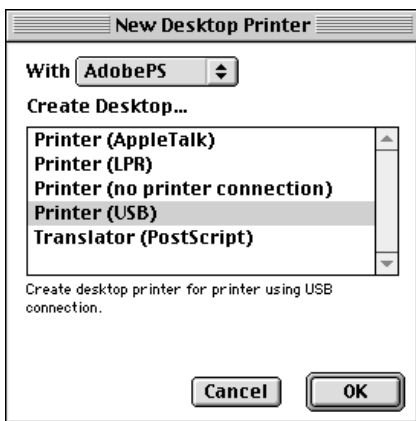 New Desktop Printer
With AdobePS
Create Desktop...
Printer (AppleTalk)
Printer (LPR)
Printer (no printer connection)
Printer (USB)
Translator (PostScript)
Create desktop printer for printer using USB
connection.
Cancel OK